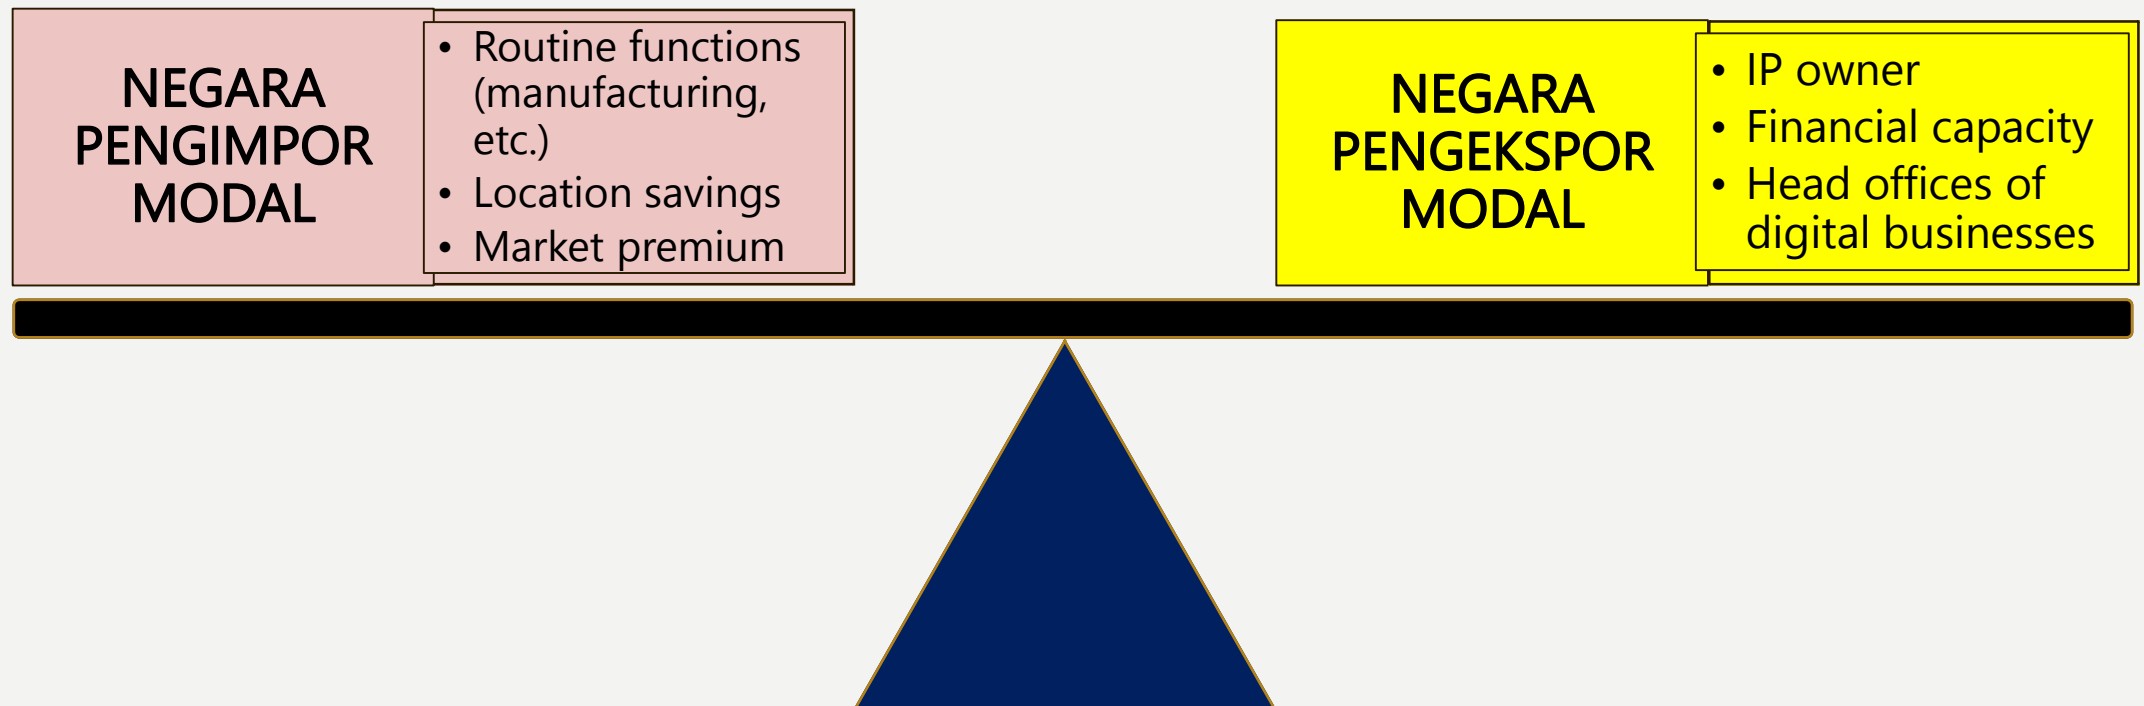 NEGARA
PENGIMPOR
MODAL
• Routine functions
(manufacturing,
etc.)
• Location savings
• Market premium
NEGARA
PENGEKSPOR
MODAL
• IP owner
• Financial capacity
• Head offices of
digital businesses